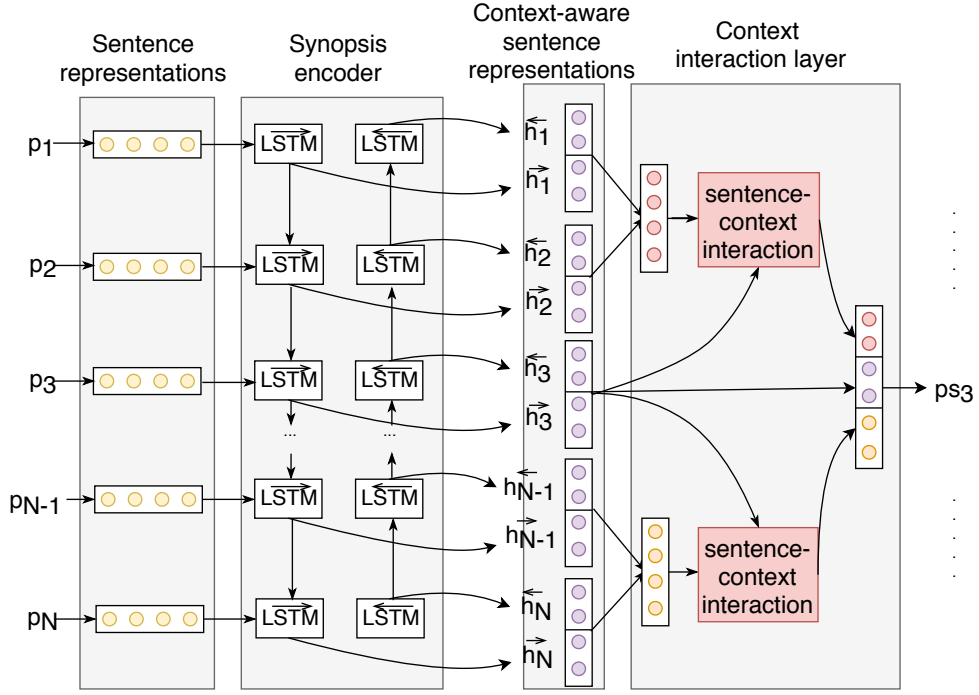 Sentence
representations
Synopsis
encoder
Context-aware
sentence
representations
Context
interaction layer
p1
LSTM
LSTM
h1
h1
p2
LSTM
LSTM
h2
h2
p3
LSTM
LSTM
h3
h3
...
...
pN-1
LSTM
LSTM
hN-1
hN-1
pN
LSTM
LSTM
hN
hN
sentence-
context
interaction
sentence-
context
interaction
ps3